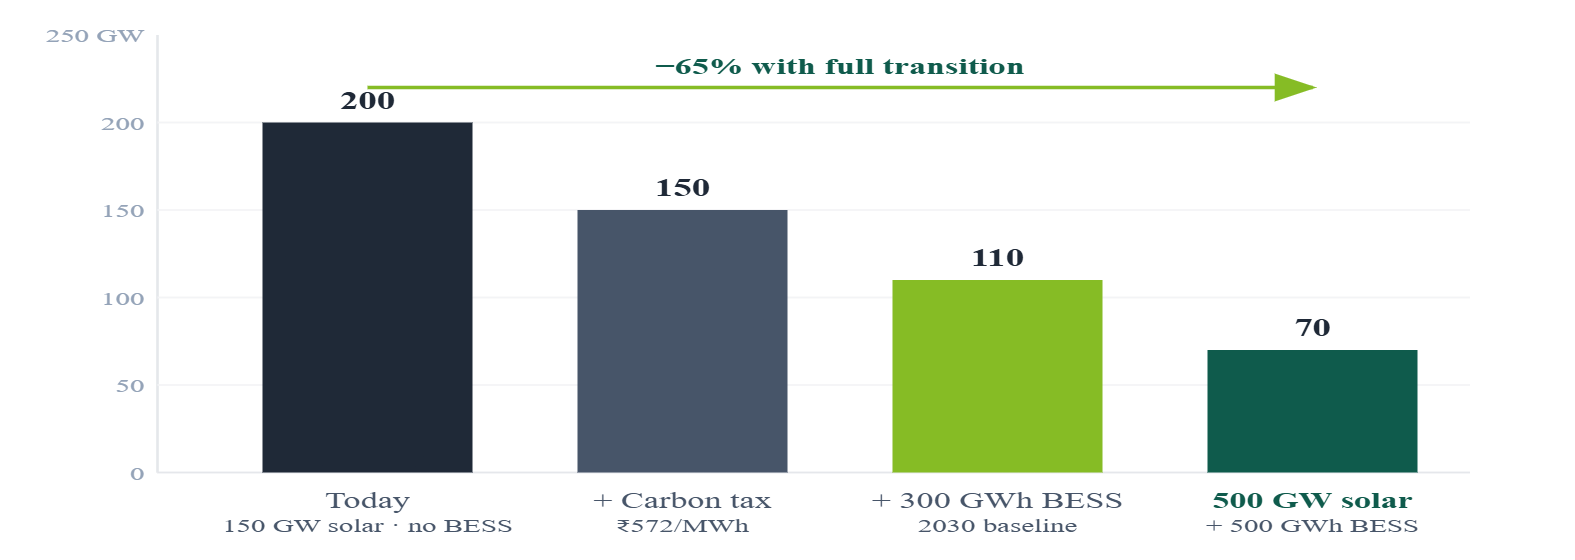 250 GW
−65% with full transition
200
200
150
150
110
100
70
50
0
Today
+ Carbon tax
+ 300 GWh BESS
500 GW solar
150 GW solar · no BESS
₹572/MWh
2030 baseline
+ 500 GWh BESS